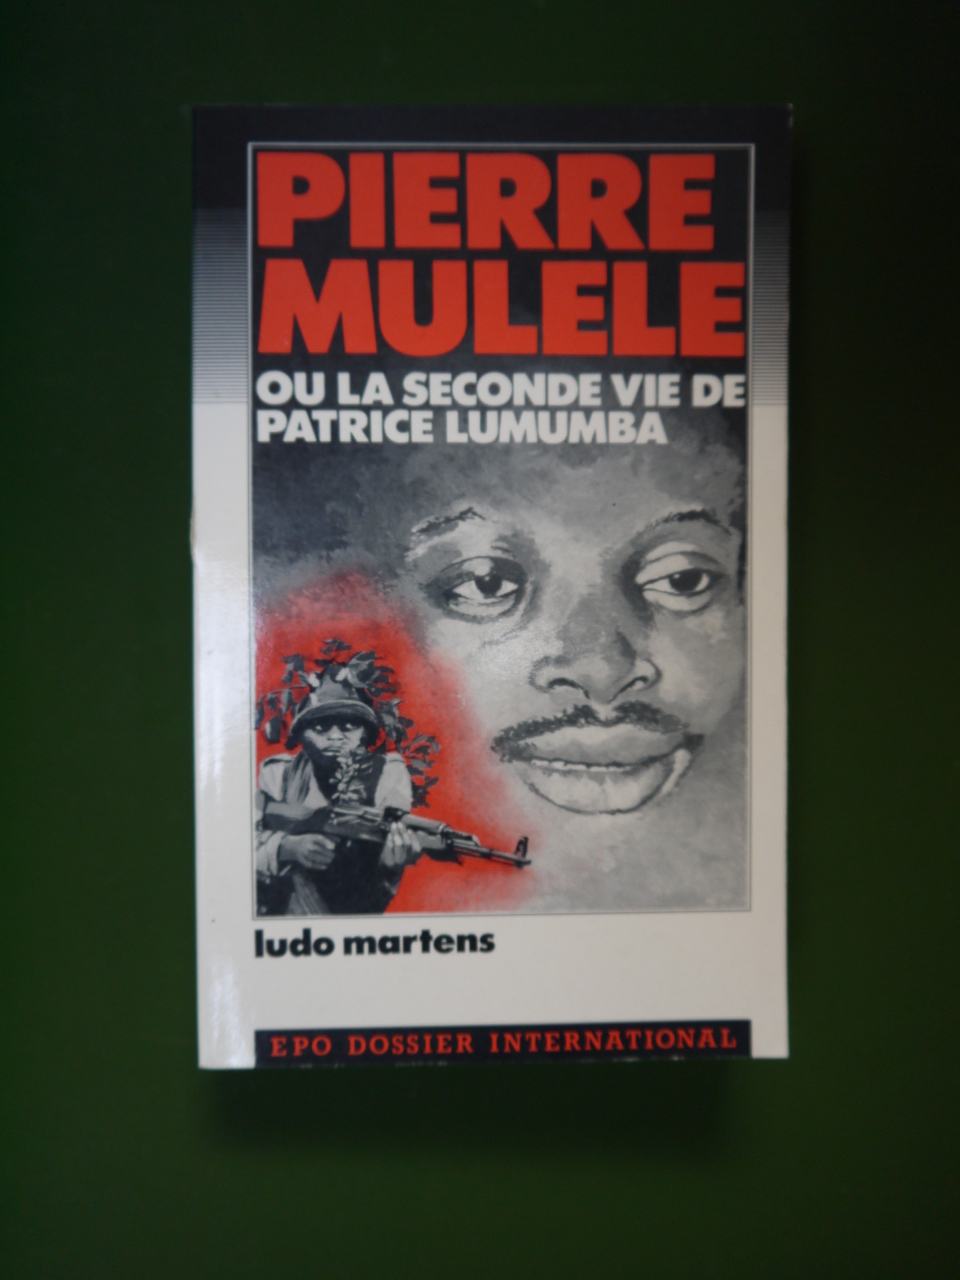 PIERRE
MULELE
OU LA SECONDE VIE DE
PATRICE LUMUMBA
ludo martens
EPO DOSSIER INTERNATIONAL